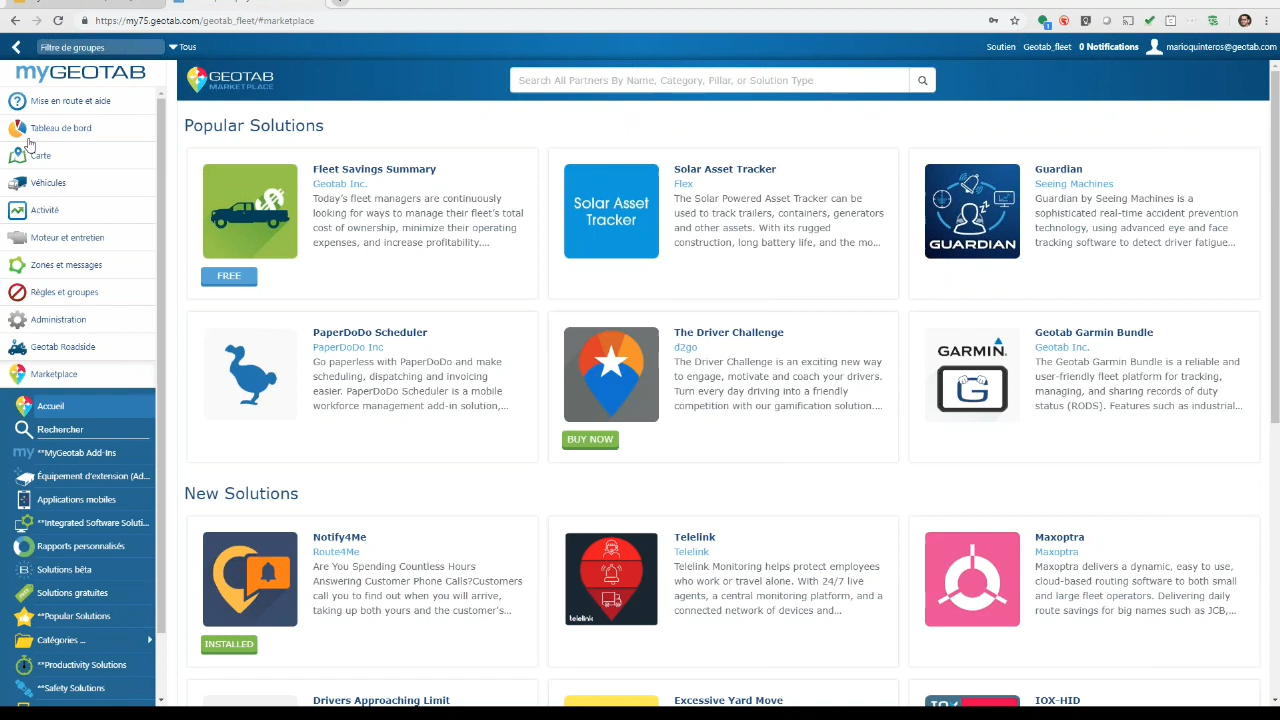 https://my75.geotab.com/geotab_fleet/#marketplace
Filtre de groupes
Tous
Soutien
Geotab_fleet
0 Notifications
marioquinteros@geotab.com
myGEOTAB
Mise en route et aide
Tableau de bord
Carte
Véhicules
Activité
Moteur et entretien
Zones et messages
Règles et groupes
Administration
Geotab Roadside
Marketplace
Accueil
Rechercher
**MyGeotab Add-Ins
Équipement d'extension (Ad...
Applications mobiles
**Integrated Software Soluti...
Rapports personnalisés
Solutions bêta
Solutions gratuites
**Popular Solutions
Catégories ...
**Productivity Solutions
**Safety Solutions
GEOTAB
MARKETPLACE
Search All Partners By Name, Category, Pillar, or Solution Type
Popular Solutions
Fleet Savings Summary
Geotab Inc.
Today's fleet managers are continuously
looking for ways to manage their fleet's total
cost of ownership, minimize their operating
expenses, and increase profitability....
FREE
Solar Asset
Tracker
Solar Asset Tracker
Flex
The Solar Powered Asset Tracker can be
used to track trailers, containers, generators
and other assets. With its rugged
construction, long battery life, and the mo...
GUARDIAN
Guardian
Seeing Machines
Guardian by Seeing Machines is a
sophisticated real-time accident prevention
technology, using advanced eye and face
tracking software to detect driver fatigue...
PaperDoDo Scheduler
PaperDoDo Inc
Go paperless with PaperDoDo and make
scheduling, dispatching and invoicing
easier. PaperDoDo Scheduler is a mobile
workforce management add-in solution,...
The Driver Challenge
d2go
The Driver Challenge is an exciting new way
to engage, motivate and coach your drivers.
Turn every day driving into a friendly
competition with our gamification solution....
BUY NOW
GARMIN
G
Geotab Garmin Bundle
Geotab Inc.
The Geotab Garmin Bundle is a reliable and
user-friendly fleet platform for tracking,
managing, and sharing records of duty
status (RODS). Features such as industrial...
New Solutions
Notify4Me
Route4Me
Are You Spending Countless Hours
Answering Customer Phone Calls?Customers
call you to find out when you will arrive,
taking up both yours and the customer's...
INSTALLED
telelink
Telelink
Telelink
Telelink Monitoring helps protect employees
who work or travel alone. With 24/7 live
agents, a central monitoring platform, and a
connected network of devices and...
Maxoptra
Maxoptra
Maxoptra delivers a dynamic, easy to use,
cloud-based routing software to both small
and large fleet operators. Delivering daily
route savings for big names such as JCB,...
Drivers Approaching Limit
Excessive Yard Move
IOX-HID